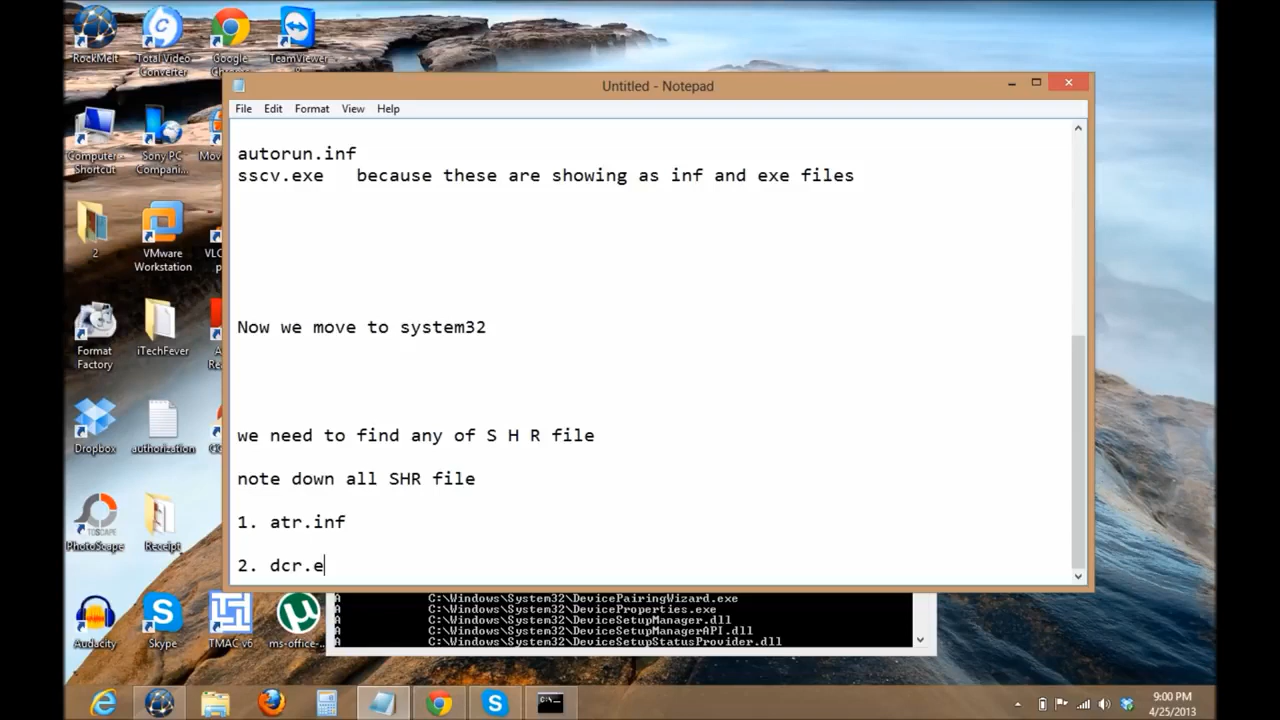 RockMelt
Total Video
Converter
Google
TeamViewer
Untitled - Notepad
File Edit Format View Help
autorun.inf
sscv.exe because these are showing as inf and exe files
Now we move to system32
we need to find any of S H R file
note down all SHR file
1. atr.inf
2. dcr.e
Computer -
Shortcut
Sony PC
Compani...
Mov
2
VMware
Workstation
VLC
p
Format
Factory
iTechFever
A
Re
Dropbox
authorization
PhotoScape
Receipt
Audacity
Skype
TMAC v6
ms-office-...
A C:\Windows\System32\DevicePairingWizard.exe
A C:\Windows\System32\DeviceProperties.exe
A C:\Windows\System32\DeviceSetupManager.dll
A C:\Windows\System32\DeviceSetupManagerAPI.dll
A C:\Windows\System32\DeviceSetupStatusProvider.dll
9:00 PM
4/25/2013